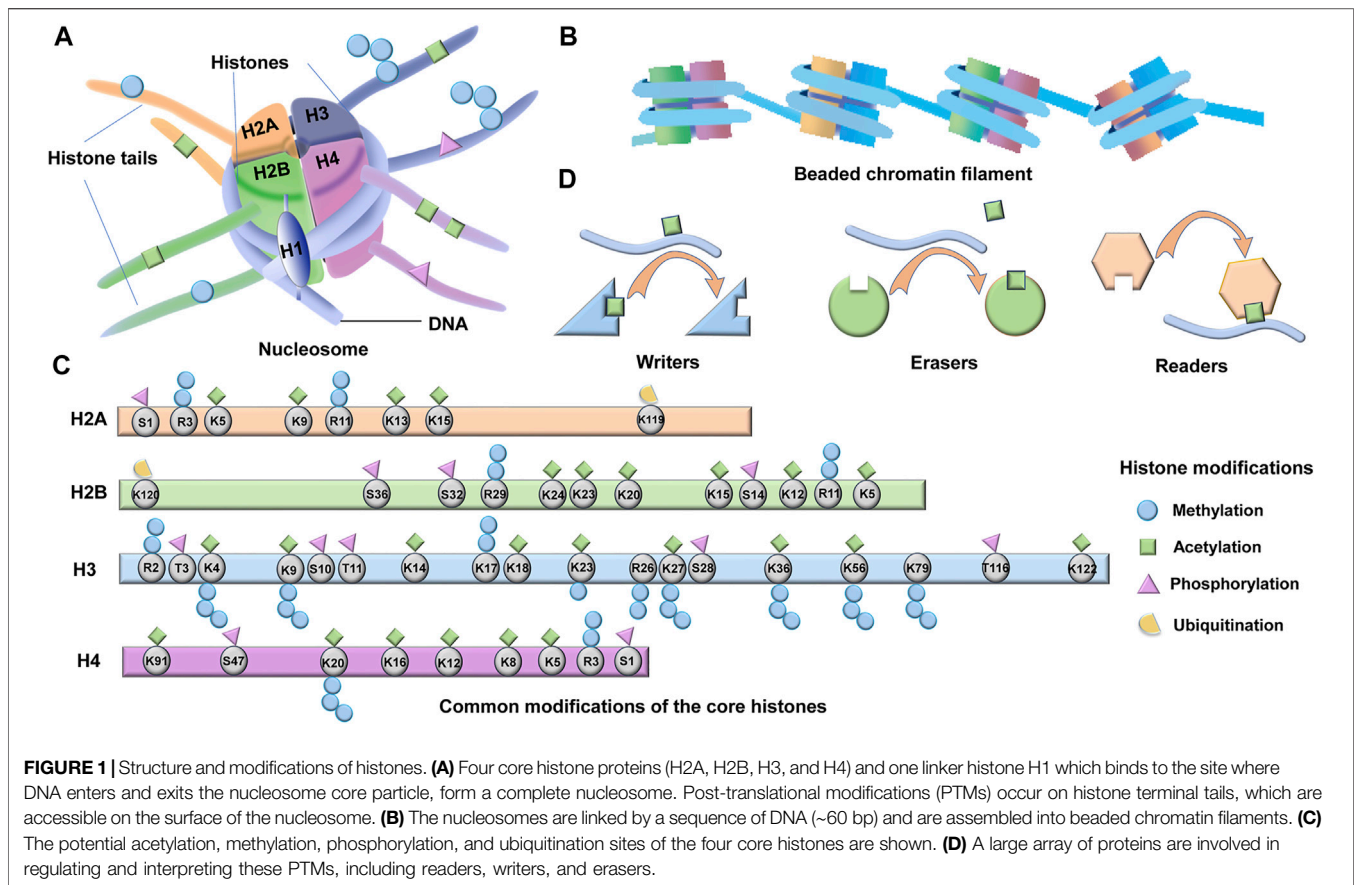 A
Histones
H2A
H3
H2B
H4
Histone tails
H1
DNA
Nucleosome
B
Beaded chromatin filament
D
Writers
Erasers
Readers
C
H2A
S1 R3 K5 K9 R11 K13 K15 K119
H2B
K120 S36 S32 R29 K24 K23 K20 K15 S14 K12 R11 K5
H3
R2 T3 K4 K9 S10 T11 K14 K17 K18 K23 R26 K27 S28 K36 K56 K79 T116 K122
H4
K91 S47 K20 K16 K12 K8 K5 R3 S1
Common modifications of the core histones
Histone modifications
Methylation
Acetylation
Phosphorylation
Ubiquitination
FIGURE 1 | Structure and modifications of histones. (A) Four core histone proteins (H2A, H2B, H3, and H4) and one linker histone H1 which binds to the site where
DNA enters and exits the nucleosome core particle, form a complete nucleosome. Post-translational modifications (PTMs) occur on histone terminal tails, which are
accessible on the surface of the nucleosome. (B) The nucleosomes are linked by a sequence of DNA (~60 bp) and are assembled into beaded chromatin filaments. (C)
The potential acetylation, methylation, phosphorylation, and ubiquitination sites of the four core histones are shown. (D) A large array of proteins are involved in
regulating and interpreting these PTMs, including readers, writers, and erasers.